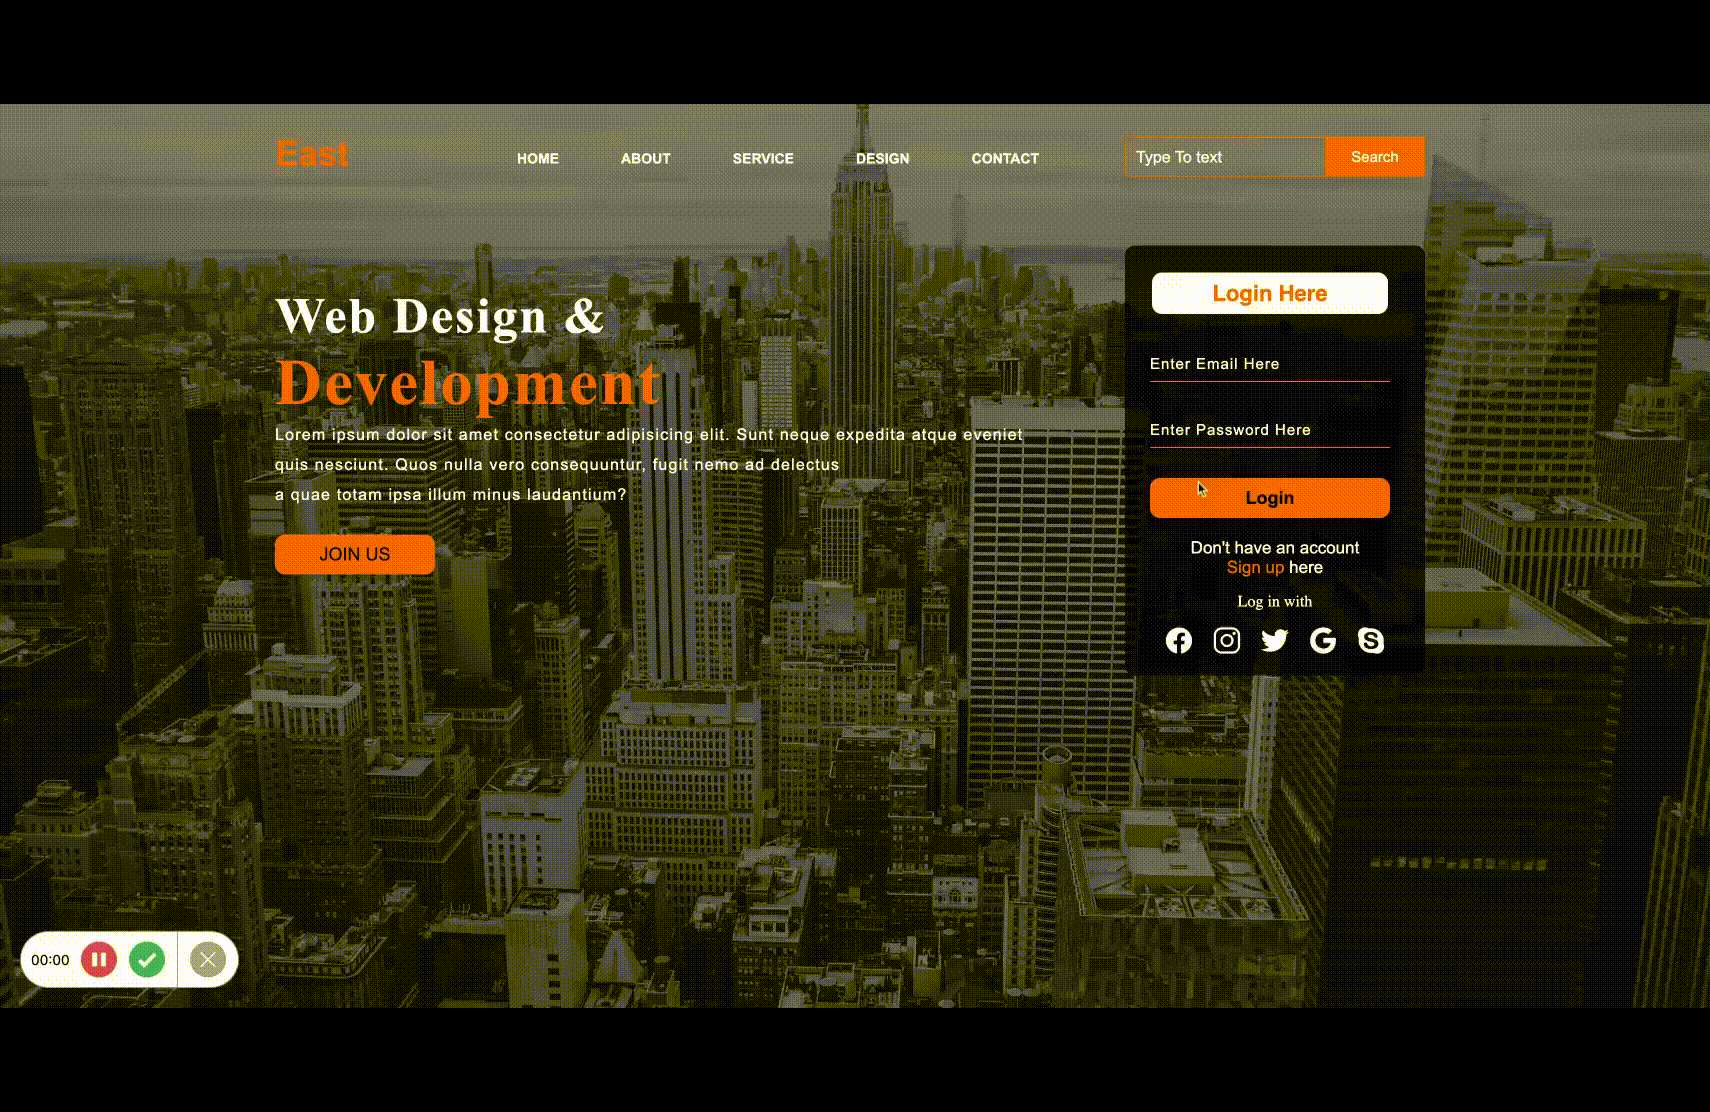 East
HOME ABOUT SERVICE DESIGN CONTACT
Type To text Search
Web Design &
Development
Lorem ipsum dolor sit amet consectetur adipisicing elit. Sunt neque expedita atque eveniet
quis nesciunt. Quos nulla vero consequuntur, fugit nemo ad delectus
a quae totam ipsa illum minus laudantium?
JOIN US
Login Here
Enter Email Here
Enter Password Here
Login
Don't have an account
Sign up here
Log in with
00:00